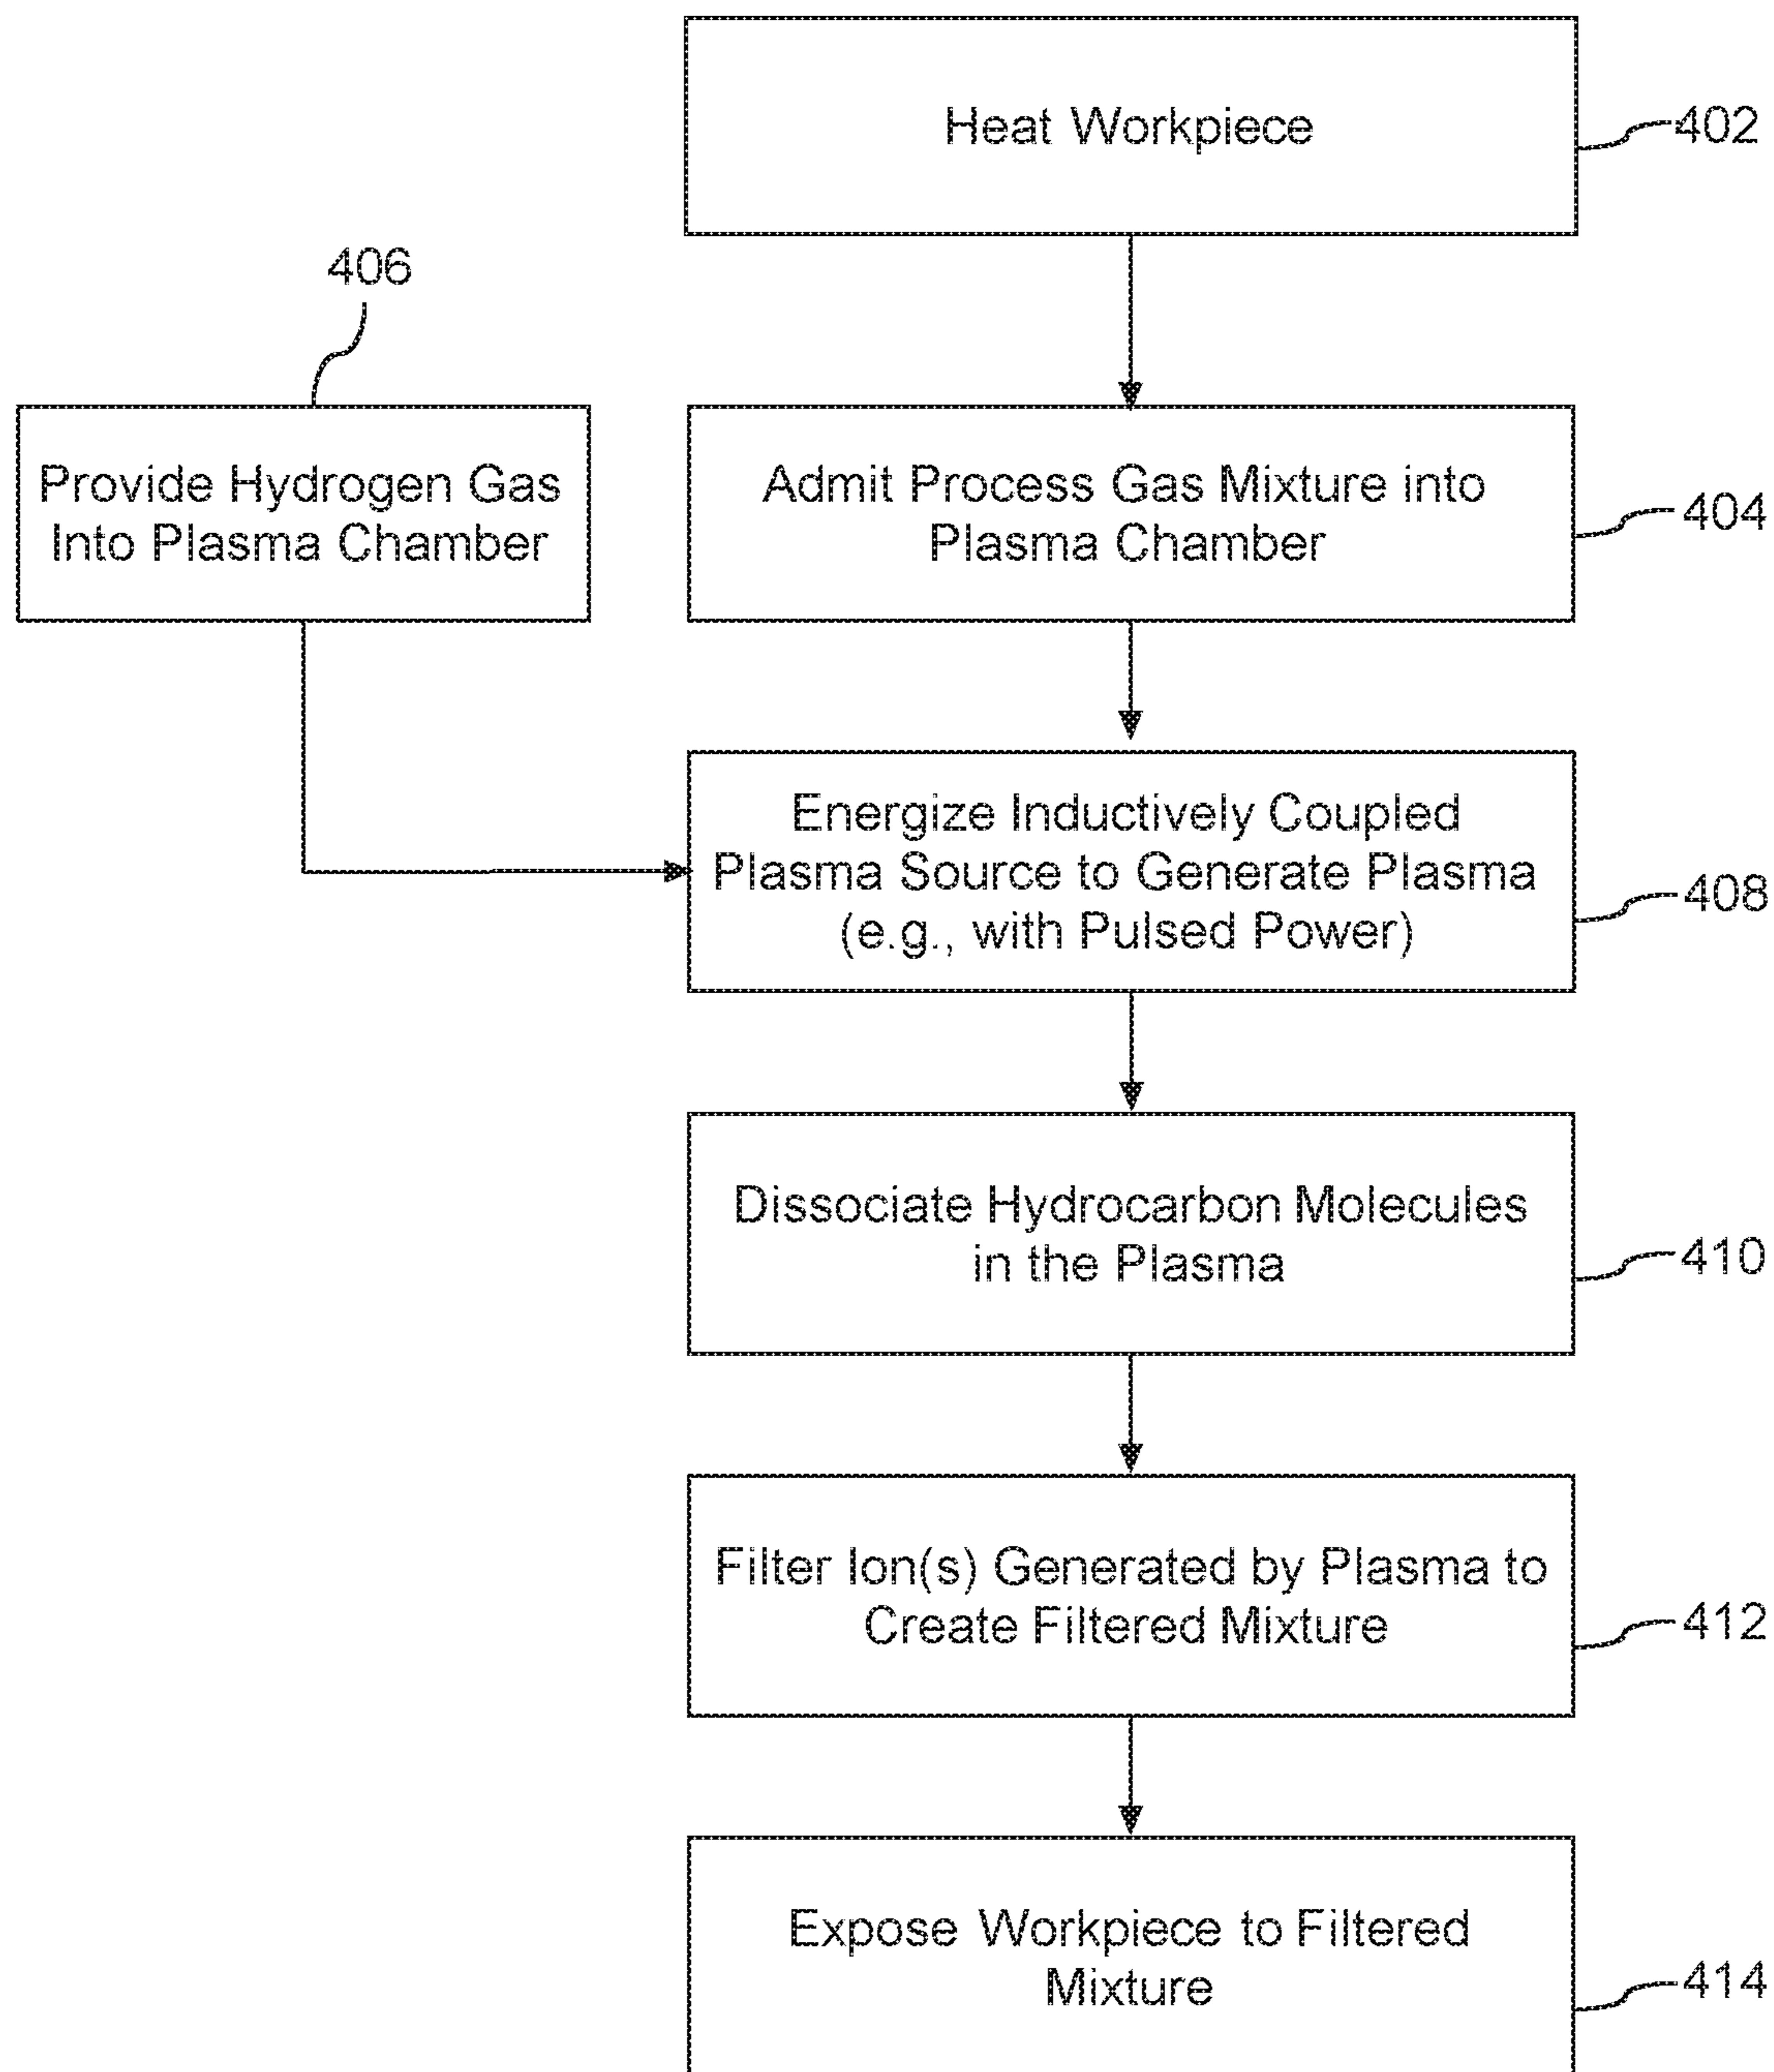 Heat Workpiece
402
406
Provide Hydrogen Gas
Into Plasma Chamber
Admit Process Gas Mixture into
Plasma Chamber
404
Energize Inductively Coupled
Plasma Source to Generate Plasma
(e.g., with Pulsed Power)
408
Dissociate Hydrocarbon Molecules
in the Plasma
410
Filter Ion(s) Generated by Plasma to
Create Filtered Mixture
412
Expose Workpiece to Filtered
Mixture
414